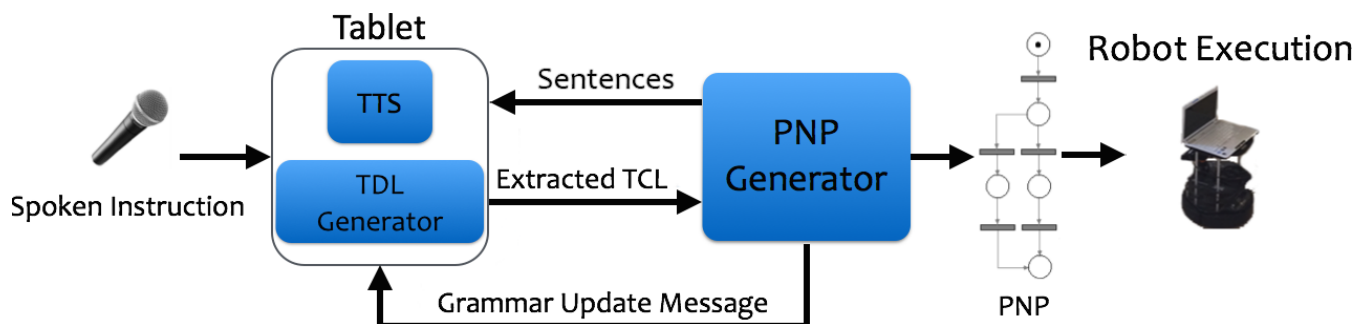 Tablet
TTS
TDL
Generator
Spoken Instruction
Sentences
Extracted TCL
Grammar Update Message
PNP
Generator
PNP
Robot Execution